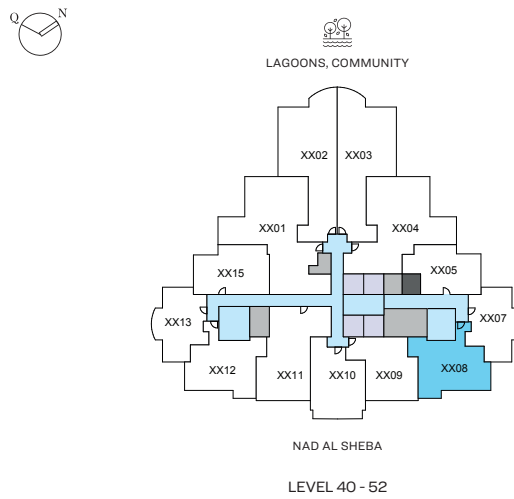 Q N
LAGOONS, COMMUNITY
XX02 XX03
XX01 XX04
XX15 XX05
XX13 XX07
XX12 XX11 XX10 XX09 XX08
NAD AL SHEBA
LEVEL 40 - 52